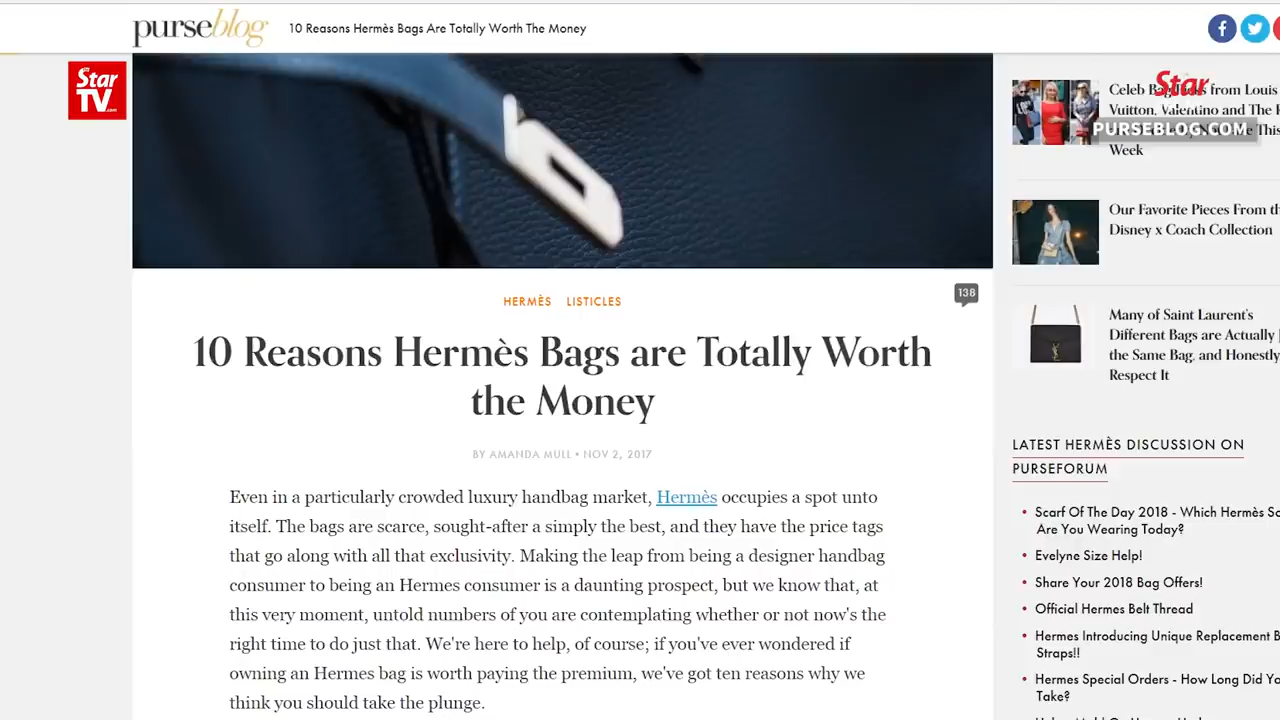 purseblog
10 Reasons Hermès Bags Are Totally Worth The Money
Star
TV.com
Star
PURSEBLOG.COM
Celeb Bag from Louis
Vuitton, Valentino and The
This
Week
Our Favorite Pieces From
Disney x Coach Collection
Many of Saint Laurent's
Different Bags are Actually
the Same Bag, and Honestly
Respect It
HERMÈS LISTICLES
138
10 Reasons Hermès Bags are Totally Worth
the Money
BY AMANDA MULL • NOV 2, 2017
Even in a particularly crowded luxury handbag market, Hermès occupies a spot unto
itself. The bags are scarce, sought-after a simply the best, and they have the price tags
that go along with all that exclusivity. Making the leap from being a designer handbag
consumer to being an Hermes consumer is a daunting prospect, but we know that, at
this very moment, untold numbers of you are contemplating whether or not now's the
right time to do just that. We're here to help, of course; if you've ever wondered if
owning an Hermes bag is worth paying the premium, we've got ten reasons why we
think you should take the plunge.
LATEST HERMÈS DISCUSSION ON
PURSEFORUM
• Scarf Of The Day 2018 - Which Hermès
Are You Wearing Today?
• Evelyne Size Help!
• Share Your 2018 Bag Offers!
• Official Hermes Belt Thread
• Hermes Introducing Unique Replacement
Straps!!
• Hermes Special Orders - How Long Did
Take?